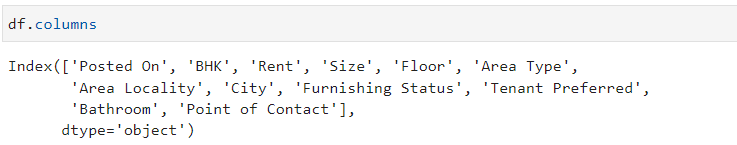 df.columns
Index(['Posted On', 'BHK', 'Rent', 'Size', 'Floor', 'Area Type',
'Area Locality', 'City', 'Furnishing Status', 'Tenant Preferred',
'Bathroom', 'Point of Contact'],
dtype='object')